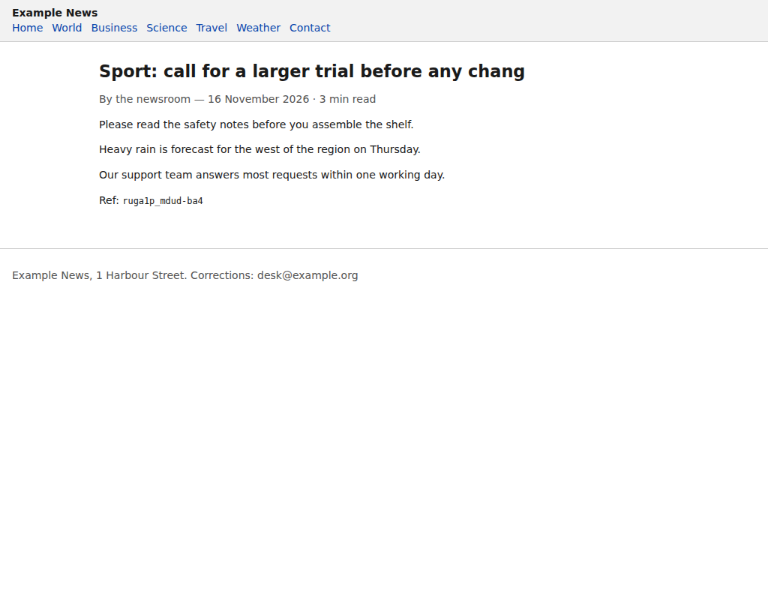 Example News
Home World Business Science Travel Weather Contact
Sport: call for a larger trial before any chang
By the newsroom — 16 November 2026 · 3 min read
Please read the safety notes before you assemble the shelf.
Heavy rain is forecast for the west of the region on Thursday.
Our support team answers most requests within one working day.
Ref: ruga1p_mdud-ba4
Example News, 1 Harbour Street. Corrections: desk@example.org